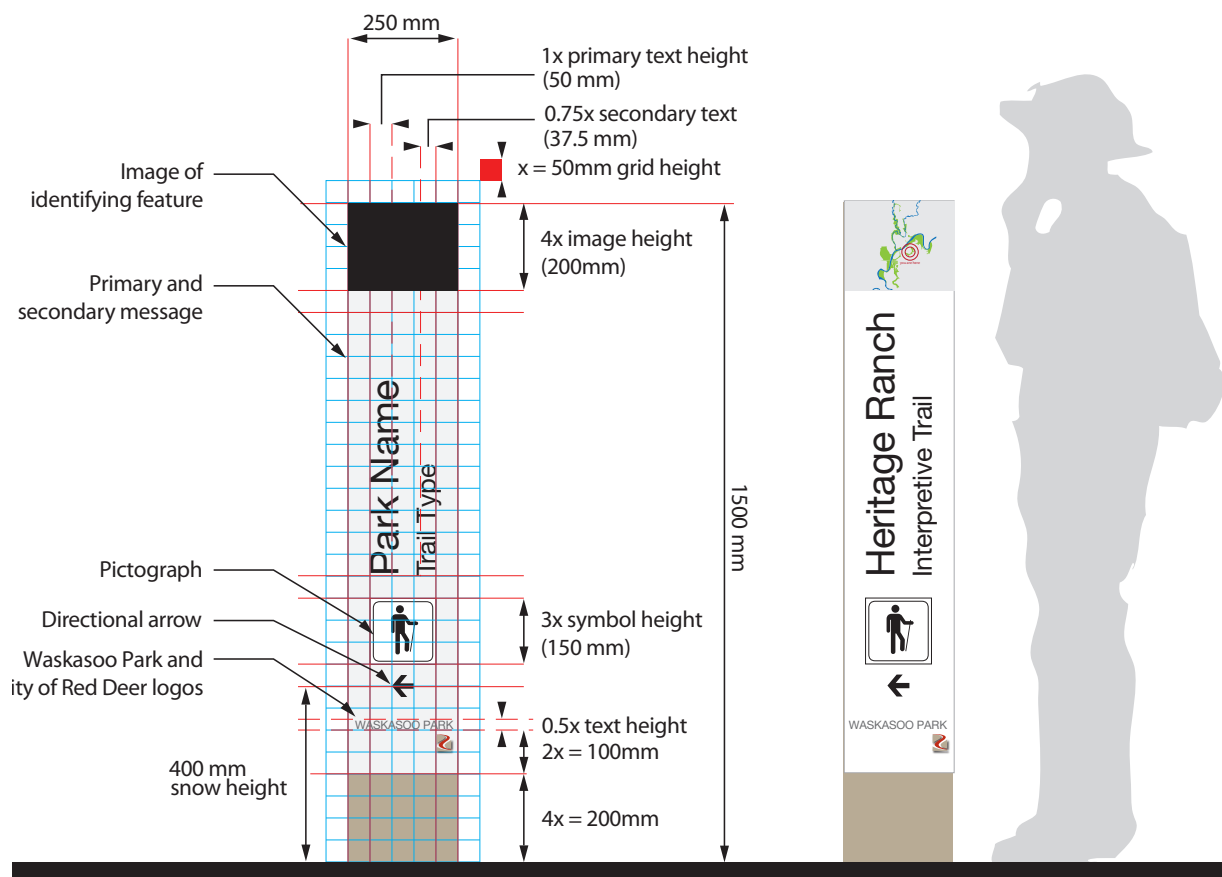 250 mm
1x primary text height
(50 mm)
0.75x secondary text
(37.5 mm)
x = 50mm grid height
Image of
identifying feature
4x image height
(200mm)
Primary and
secondary message
Park Name
Trail Type
1500 mm
Pictograph
Directional arrow
Waskasoo Park and
ity of Red Deer logos
3x symbol height
(150 mm)
WASKASOO PARK
0.5x text height
2x = 100mm
400 mm
snow height
4x = 200mm
Heritage Ranch
Interpretive Trail
WASKASOO PARK